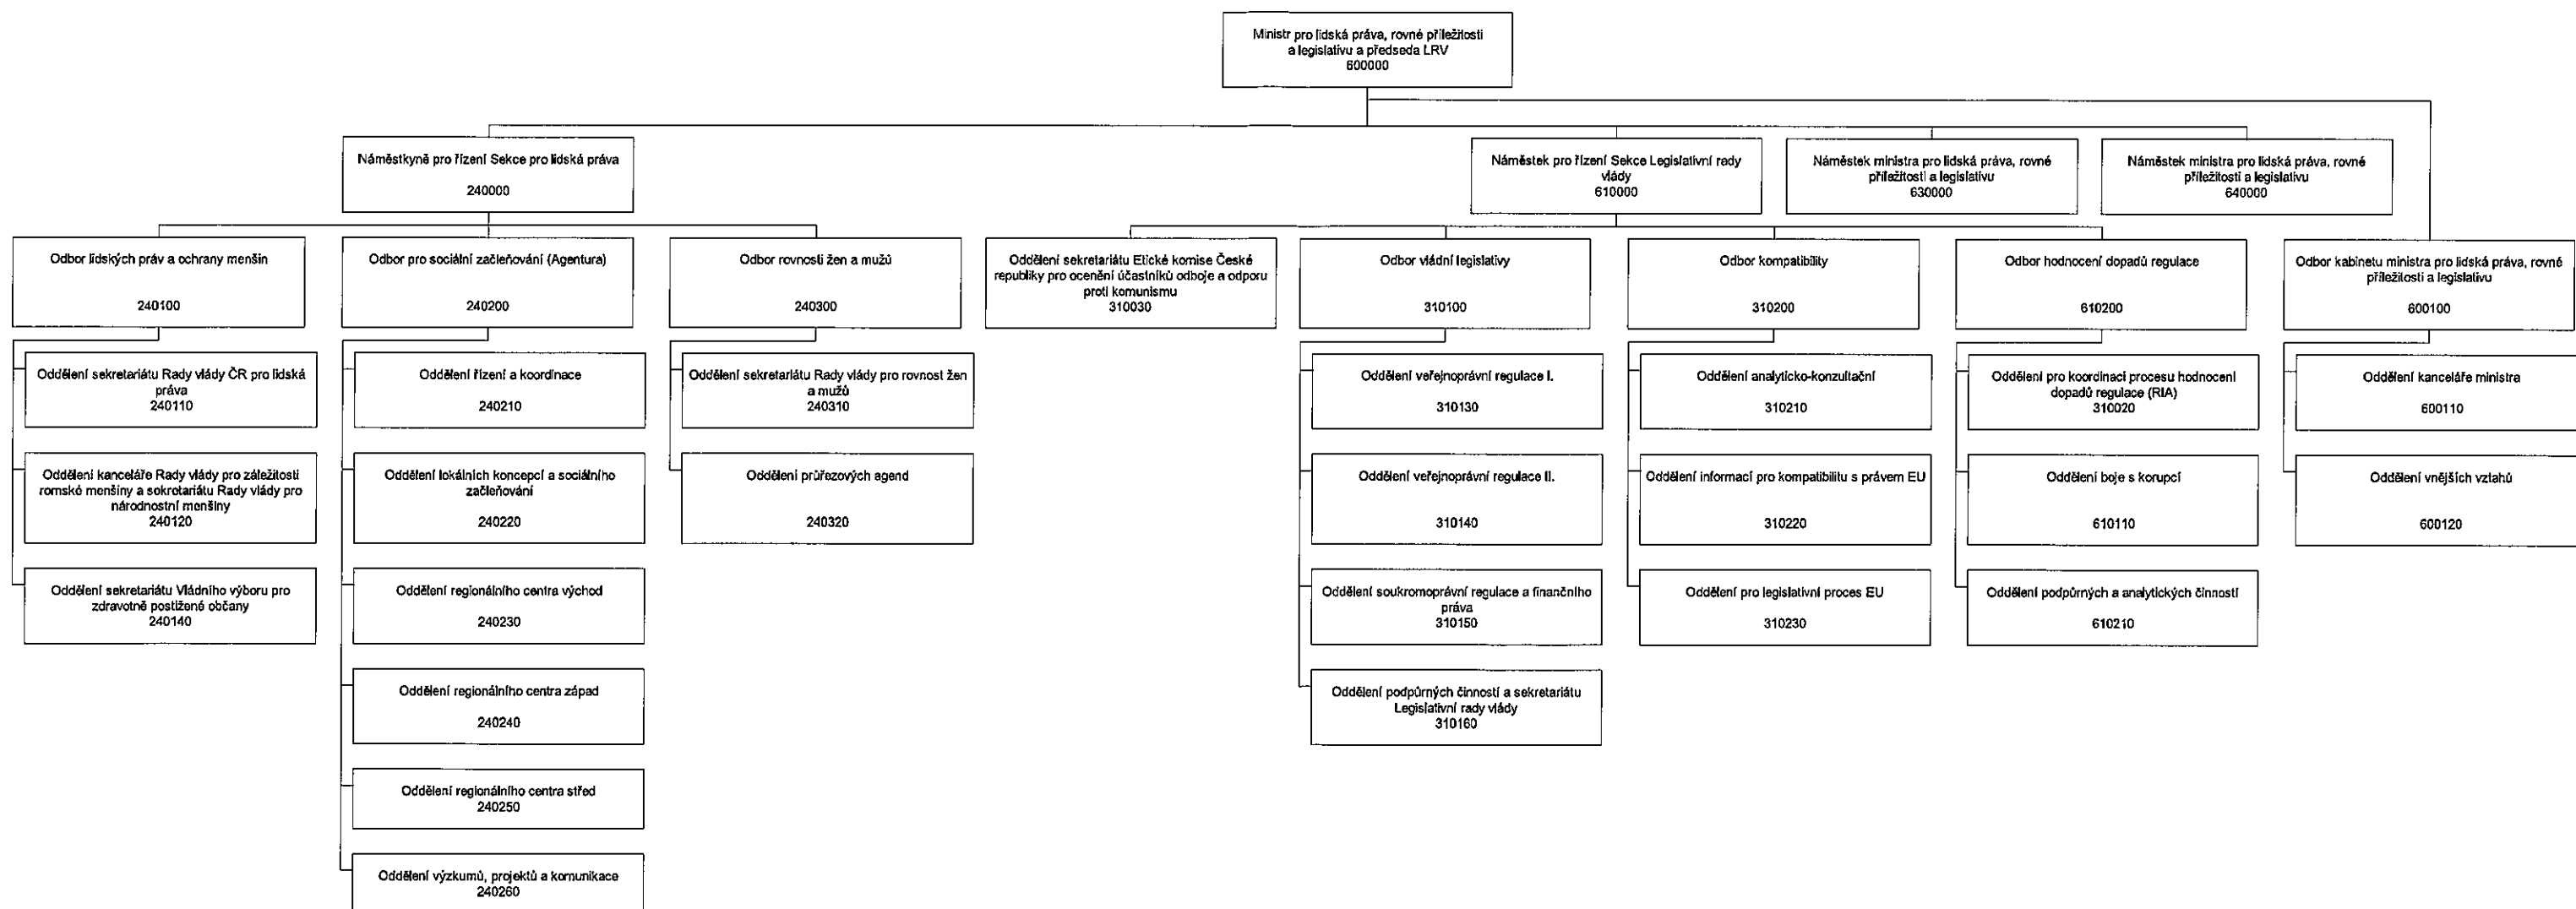 Ministr pro lidská práva, rovné příležitosti
a legislativu a předseda LRV
600000
Náměstkyně pro řízení Sekce pro lidská práva
240000
Náměstek pro řízení Sekce Legislativní rady
vlády
610000
Náměstek ministra pro lidská práva, rovné
příležitosti a legislativu
630000
Náměstek ministra pro lidská práva, rovné
příležitosti a legislativu
640000
Odbor lidských práv a ochrany menšin
240100
Odbor pro sociální začleňování (Agentura)
240200
Odbor rovnosti žen a mužů
240300
Oddělení sekretariátu Etické komise České
republiky pro ocenění účastníků odboje a odporu
proti komunismu
310030
Odbor vládní legislativy
310100
Odbor kompatibility
310200
Odbor hodnocení dopadů regulace
610200
Odbor kabinetu ministra pro lidská práva, rovné
příležitosti a legislativu
600100
Oddělení sekretariátu Rady vlády ČR pro lidská
práva
240110
Oddělení kanceláře Rady vlády pro záležitosti
romské menšiny a sekretariátu Rady vlády pro
národnostní menšiny
240120
Oddělení sekretariátu Vládního výboru pro
zdravotně postižené občany
240140
Oddělení řízení a koordinace
240210
Oddělení lokálních koncepcí a sociálního
začleňování
240220
Oddělení regionálního centra východ
240230
Oddělení regionálního centra západ
240240
Oddělení regionálního centra střed
240250
Oddělení výzkumů, projektů a komunikace
240260
Oddělení sekretariátu Rady vlády pro rovnost žen
a mužů
240310
Oddělení průřezových agend
240320
Oddělení veřejnoprávní regulace I.
310130
Oddělení veřejnoprávní regulace II.
310140
Oddělení soukromoprávní regulace a finančního
práva
310150
Oddělení podpůrných činností a sekretariátu
Legislativní rady vlády
310160
Oddělení analyticko-konzultační
310210
Oddělení informací pro kompatibilitu s právem EU
310220
Oddělení pro legislativní proces EU
310230
Oddělení pro koordinaci procesu hodnocení
dopadů regulace (RIA)
310020
Oddělení boje s korupcí
610110
Oddělení podpůrných a analytických činností
610210
Oddělení kanceláře ministra
600110
Oddělení vnějších vztahů
600120